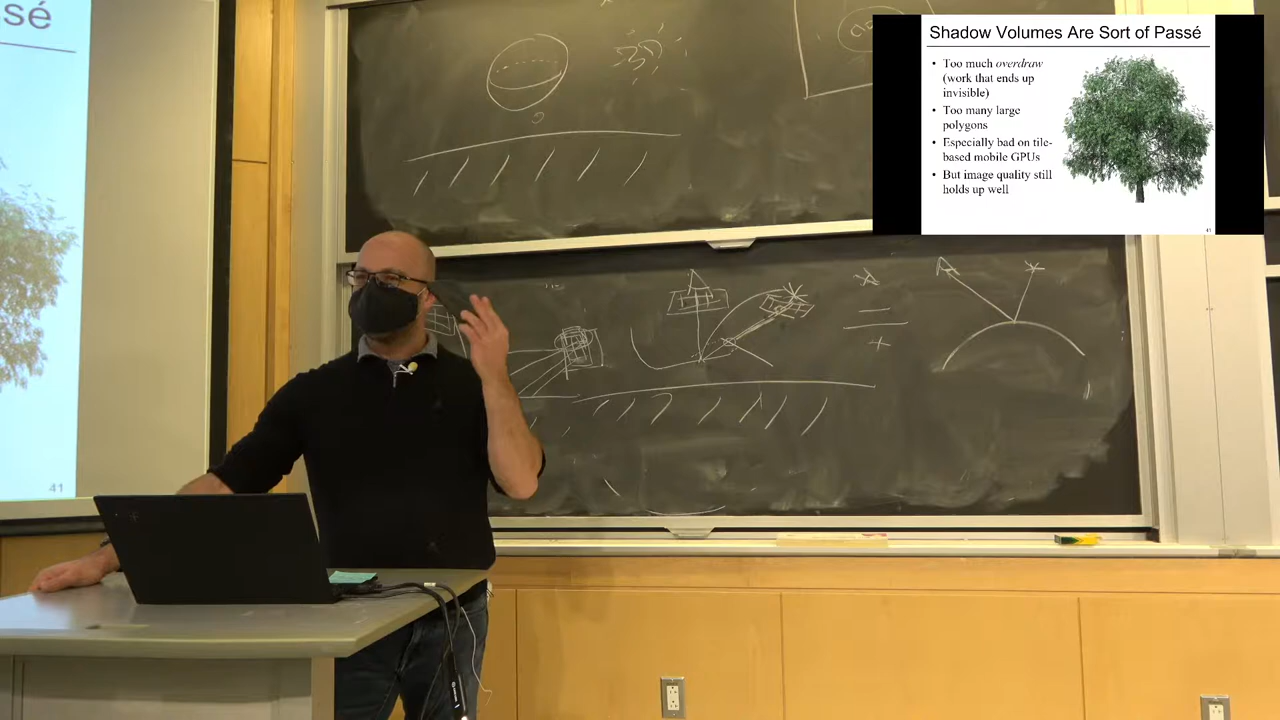 sé
41
Shadow Volumes Are Sort of Passé
• Too much overdraw
(work that ends up
invisible)
• Too many large
polygons
• Especially bad on tile-
based mobile GPUs
• But image quality still
holds up well
41